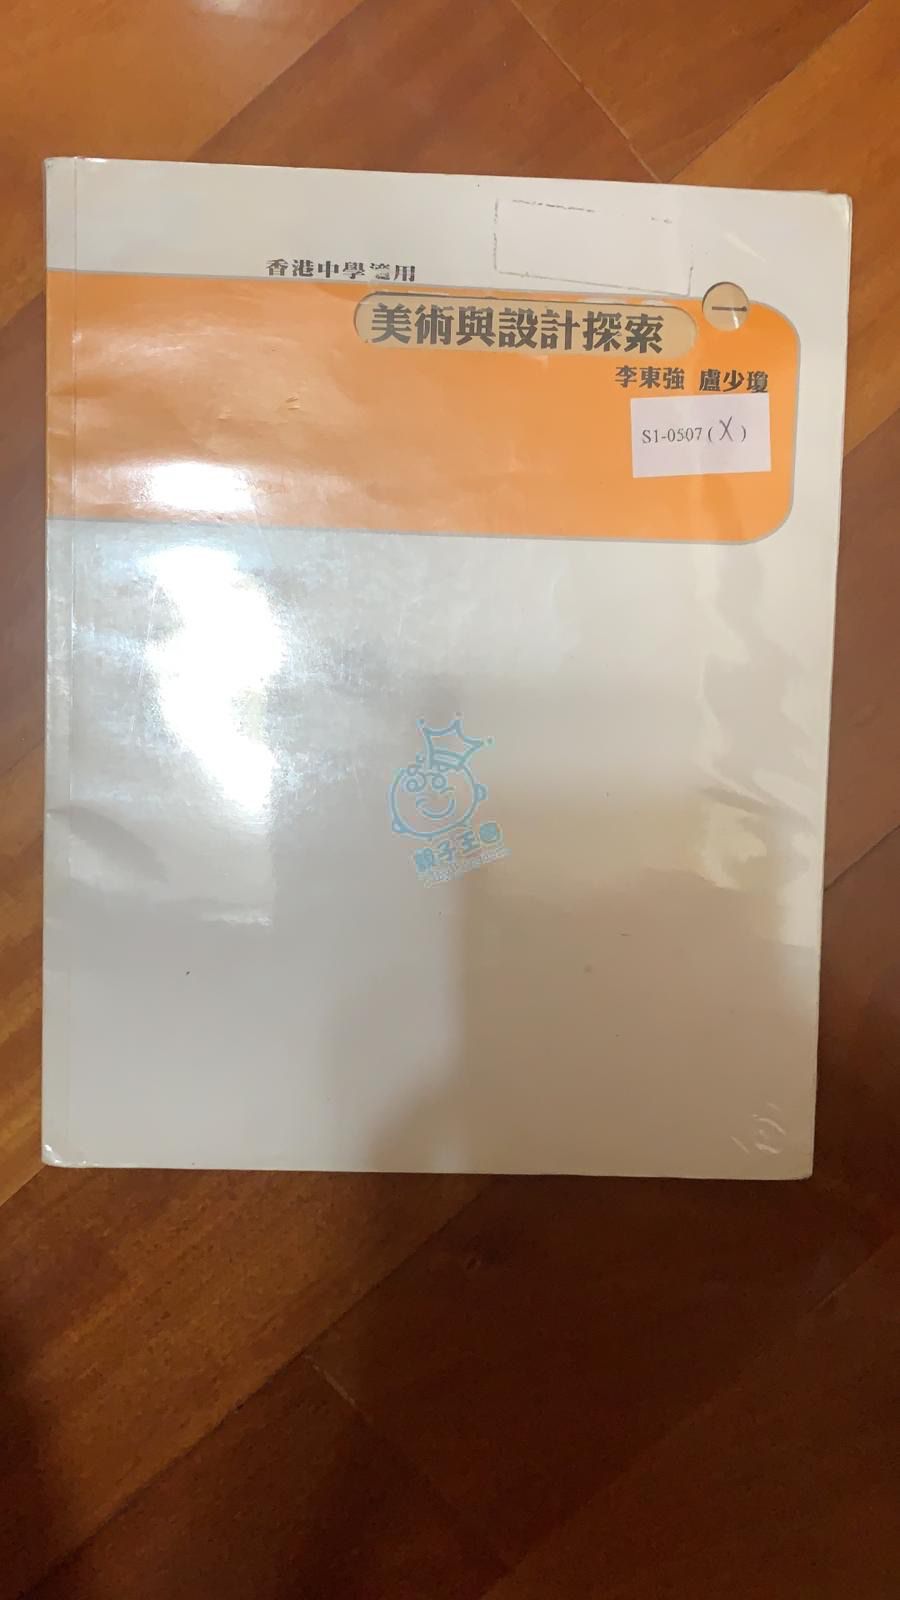 香港中學適用
美術與設計探索
一
李東強 盧少瓊
S1-0507 ( X )
親子王國